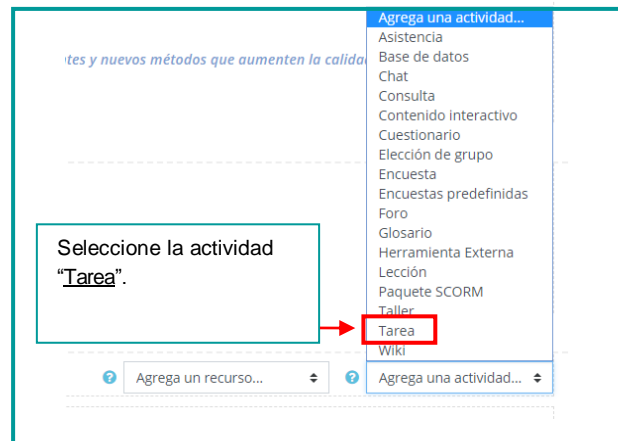 Agrega una actividad...
Asistencia
tes y nuevos métodos que aumenten la calida
Base de datos
Chat
Consulta
Contenido interactivo
Cuestionario
Elección de grupo
Encuesta
Encuestas predefinidas
Foro
Glosario
Herramienta Externa
Lección
Paquete SCORM
Taller
Tarea
Wiki
Seleccione la actividad
“Tarea”.
? Agrega un recurso... ? Agrega una actividad...